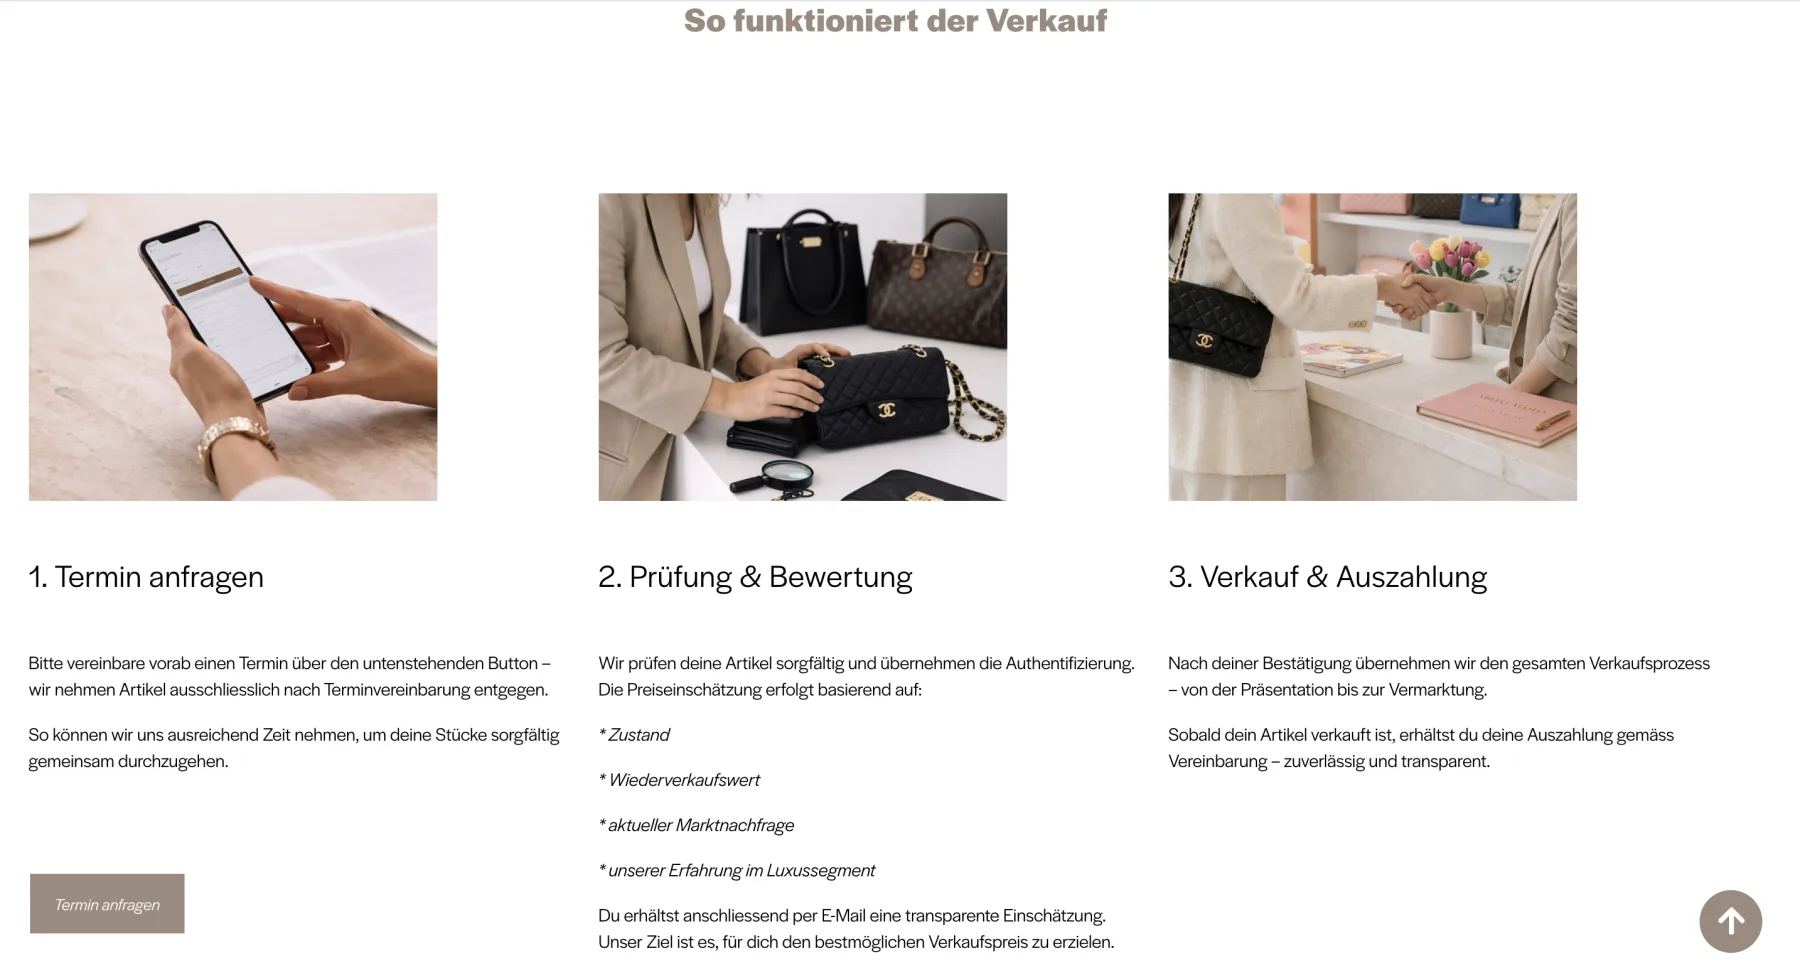 So funktioniert der Verkauf
1. Termin anfragen
Bitte vereinbare vorab einen Termin über den untenstehenden Button –
wir nehmen Artikel ausschliesslich nach Terminvereinbarung entgegen.
So können wir uns ausreichend Zeit nehmen, um deine Stücke sorgfältig
gemeinsam durchzugehen.
Termin anfragen
2. Prüfung & Bewertung
Wir prüfen deine Artikel sorgfältig und übernehmen die Authentifizierung.
Die Preiseinschätzung erfolgt basierend auf:
* Zustand
* Wiederverkaufswert
* aktueller Marktnachfrage
* unserer Erfahrung im Luxussegment
Du erhältst anschliessend per E-Mail eine transparente Einschätzung.
Unser Ziel ist es, für dich den bestmöglichen Verkaufspreis zu erzielen.
3. Verkauf & Auszahlung
Nach deiner Bestätigung übernehmen wir den gesamten Verkaufsprozess
– von der Präsentation bis zur Vermarktung.
Sobald dein Artikel verkauft ist, erhältst du deine Auszahlung gemäss
Vereinbarung – zuverlässig und transparent.